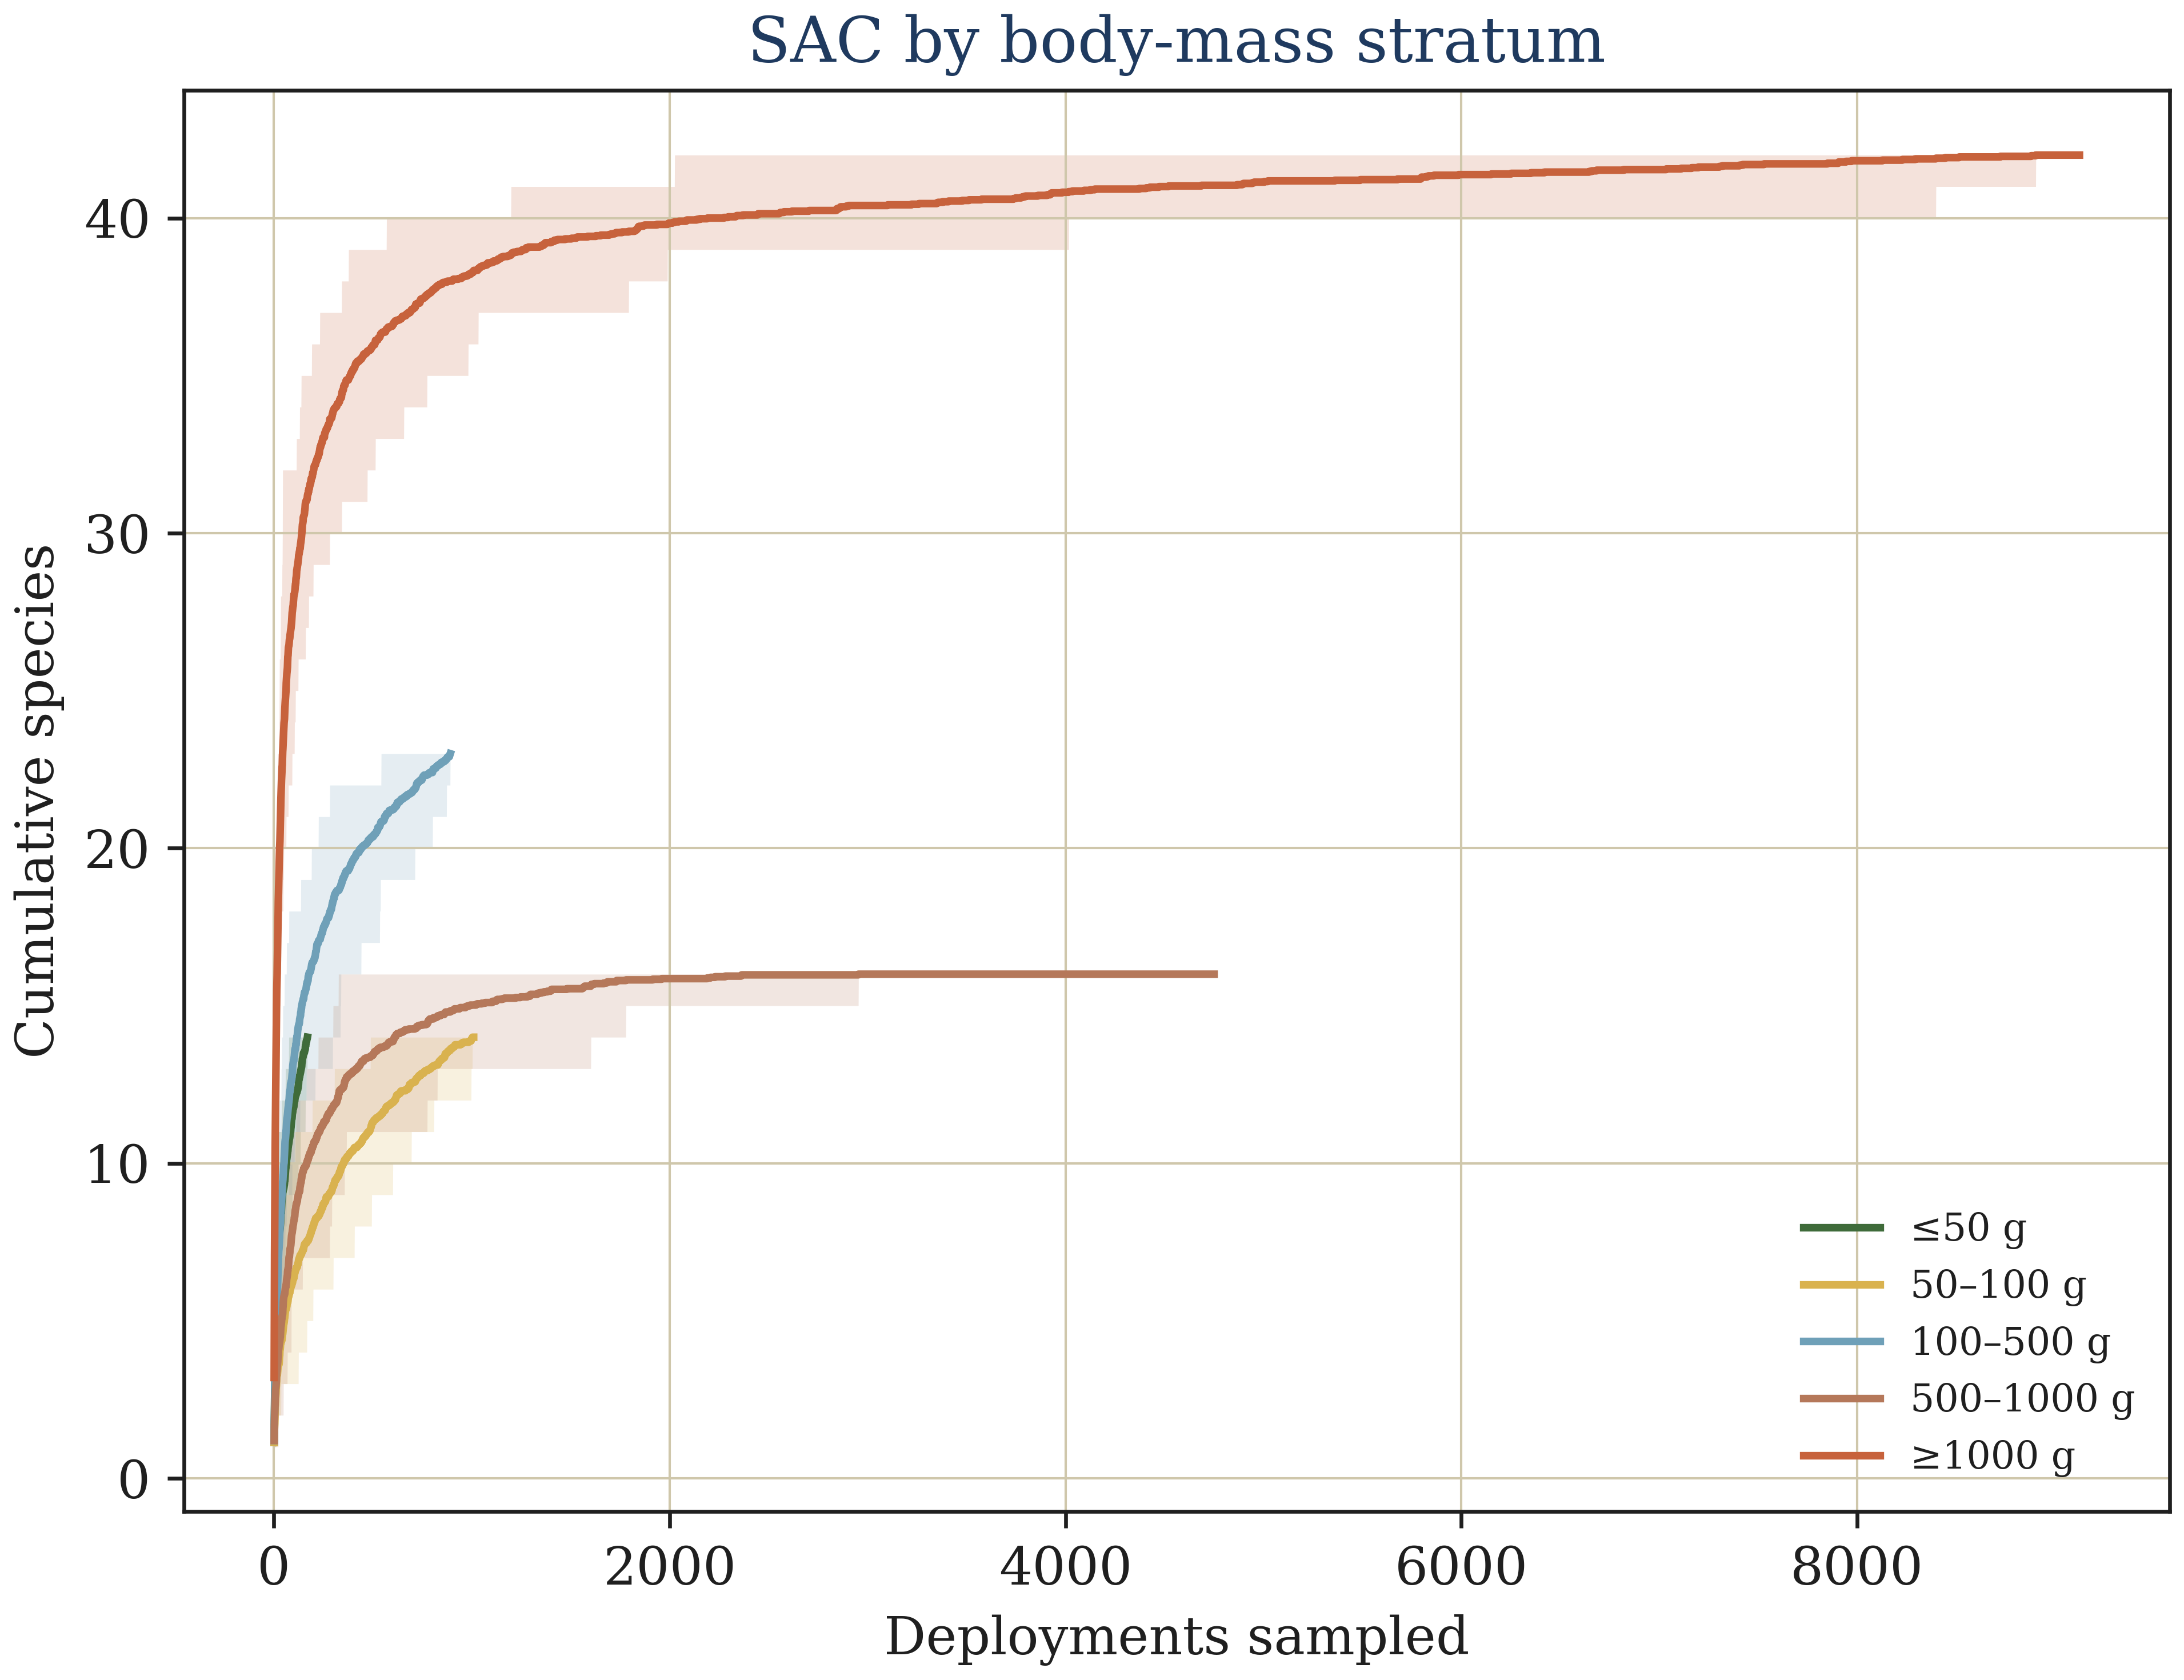 SAC by body-mass stratum
Cumulative species
40
30
20
10
0
0 2000 4000 6000 8000
Deployments sampled
≤50 g
50–100 g
100–500 g
500–1000 g
≥1000 g